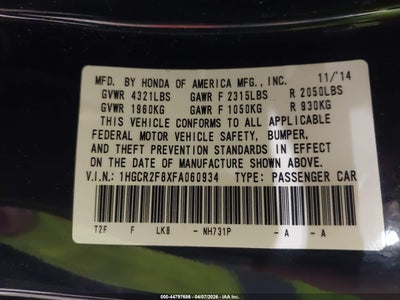 MFD. BY HONDA OF AMERICA MFG., INC. 11/'14
GVWR 4321LBS GAWR F 2315LBS R 2050LBS
GVWR 1960KG GAWR F 1050KG R 930KG
THIS VEHICLE CONFORMS TO ALL APPLICABLE
FEDERAL MOTOR VEHICLE SAFETY, BUMPER,
AND THEFT PREVENTION STANDARDS IN EFFECT
ON THE DATE OF MANUFACTURE SHOWN ABOVE.
V.I.N.: 1HGCR2F8XFA060934 TYPE: PASSENGER CAR
T2F F LK8 - NH731P - A - A
000-44797686 - 04/07/2026 - IAA Inc.